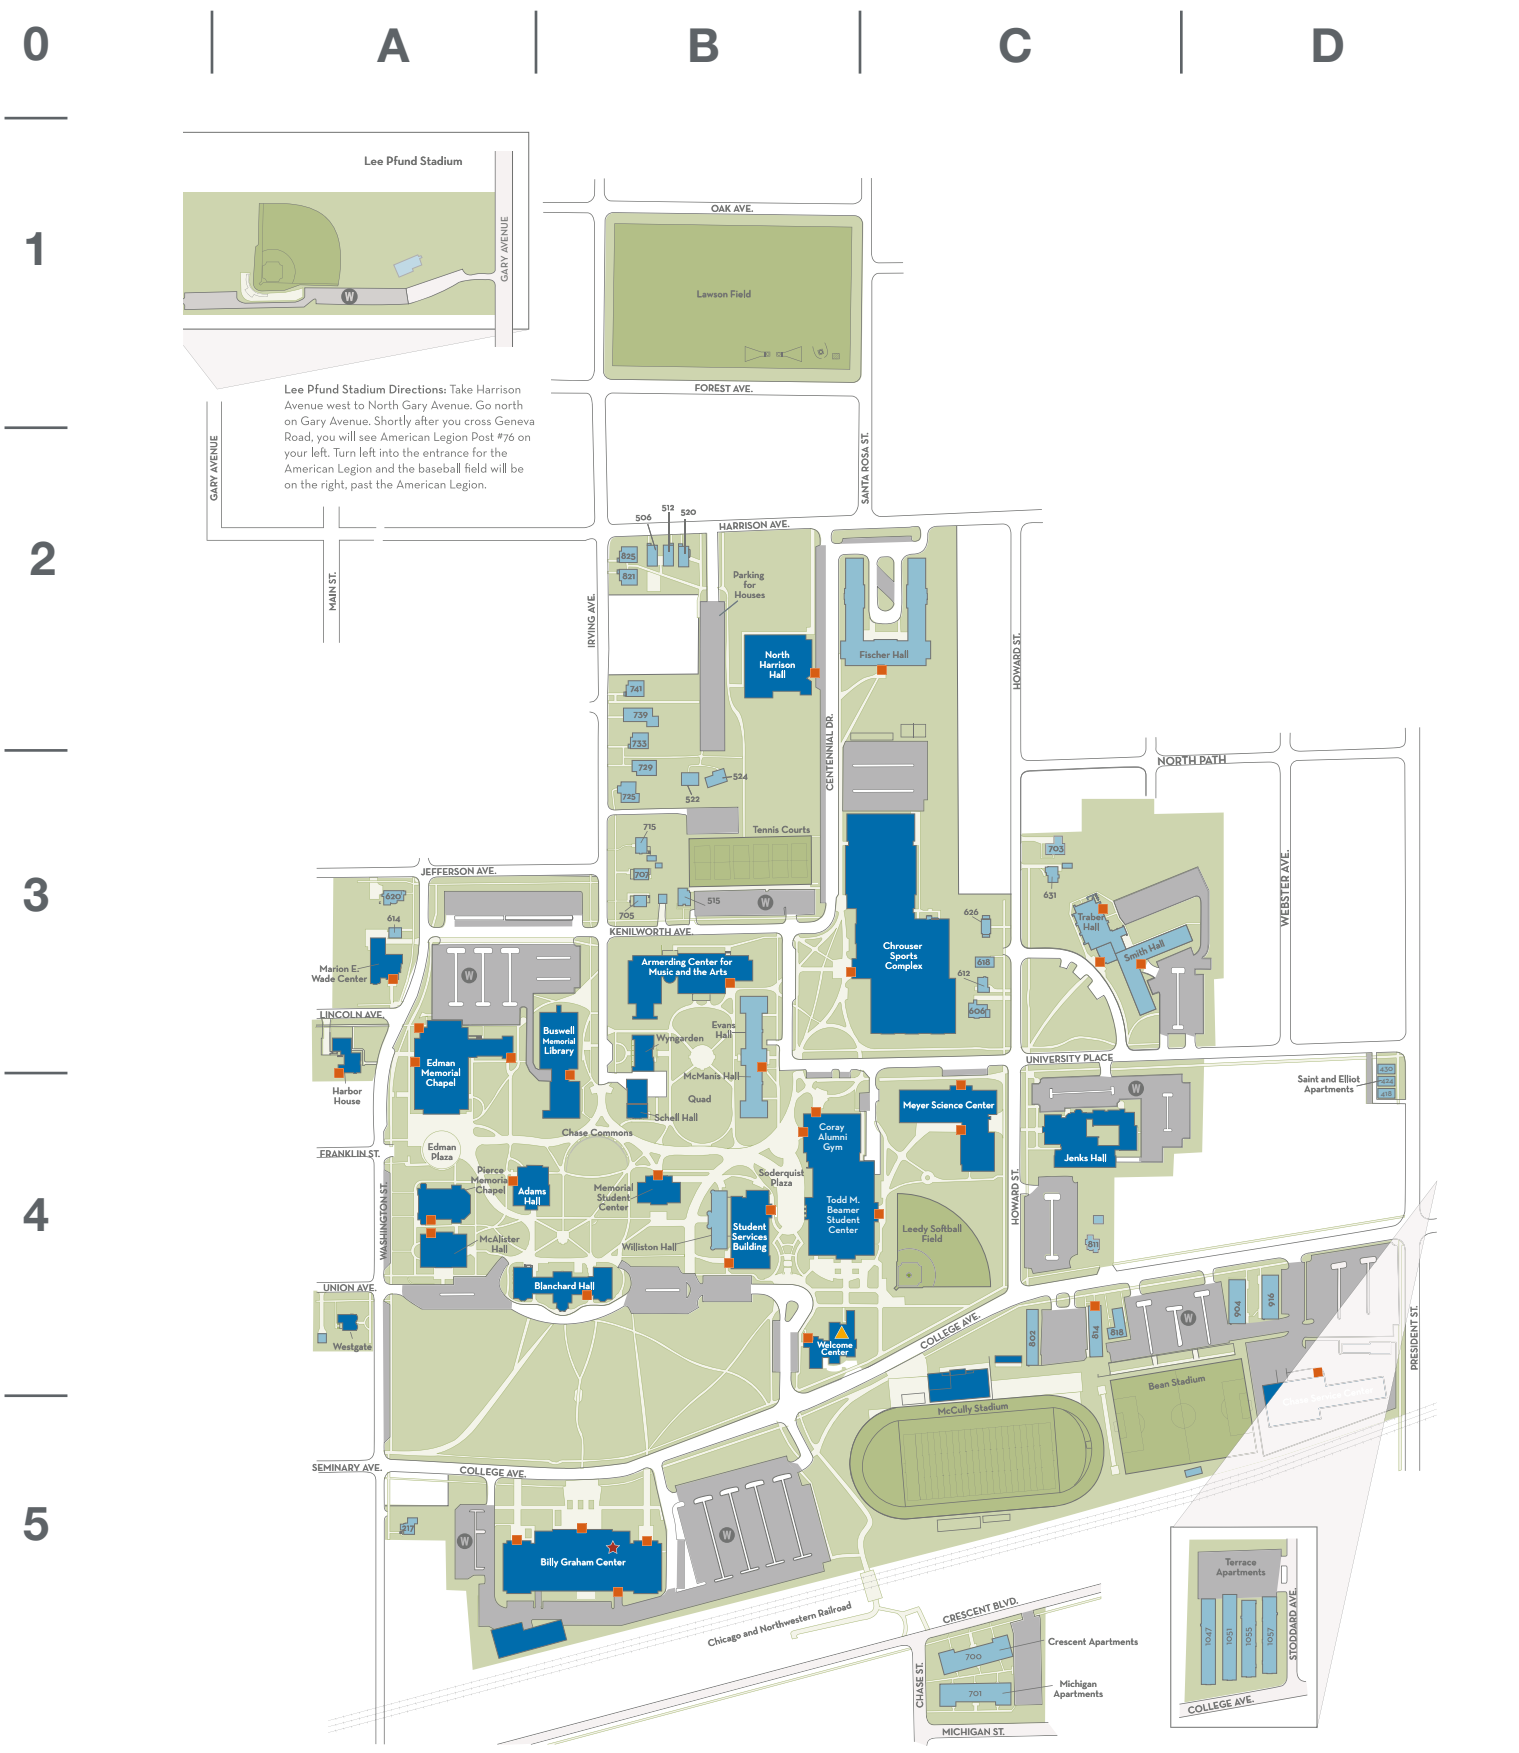 0
A
B
C
D
1
Lee Pfund Stadium
GARY AVENUE
W
OAK AVE.
Lawson Field
FOREST AVE.
Lee Pfund Stadium Directions: Take Harrison
Avenue west to North Gary Avenue. Go north
on Gary Avenue. Shortly after you cross Geneva
Road, you will see American Legion Post #76 on
your left. Turn left into the entrance for the
American Legion and the baseball field will be
on the right, past the American Legion.
GARY AVENUE
SANTA ROSA ST.
2
MAIN ST.
IRVING AVE.
506
512
520
HARRISON AVE.
825
821
Parking
for
Houses
North
Harrison
Hall
Fischer Hall
HOWARD ST.
741
739
733
729
725
522
524
CENTENNIAL DR.
NORTH PATH
3
715
707
705
515
Tennis Courts
W
JEFFERSON AVE.
620
614
KENILWORTH AVE.
Marion E.
Wade Center
W
Armerding Center for
Music and the Arts
Chrouser
Sports
Complex
626
618
612
606
703
631
Traber
Hall
Smith Hall
WEBSTER AVE.
LINCOLN AVE.
Harbor
House
Edman
Memorial
Chapel
Buswell
Memorial
Library
Wyngarden
Evans
Hall
McManis Hall
Quad
Schell Hall
UNIVERSITY PLACE
Saint and Elliot
Apartments
430
424
418
W
Meyer Science Center
Jenks Hall
4
FRANKLIN ST.
Edman
Plaza
Chase Commons
Coray
Alumni
Gym
Pierce
Memorial
Chapel
Adams
Hall
Memorial
Student
Center
Soderquist
Plaza
WASHINGTON ST.
McAlister
Hall
Williston Hall
Student
Services
Building
Todd M.
Beamer
Student
Center
Leedy Softball
Field
HOWARD ST.
811
UNION AVE.
Blanchard Hall
Westgate
Welcome
Center
COLLEGE AVE.
802
814
818
W
904
916
PRESIDENT ST.
McCully Stadium
Bean Stadium
5
SEMINARY AVE.
COLLEGE AVE.
217
W
Billy Graham Center
W
Chicago and Northwestern Railroad
CRESCENT BLVD.
CHASE ST.
700
Crescent Apartments
701
Michigan
Apartments
MICHIGAN ST.
Terrace
Apartments
1047
1051
1055
1057
STODDARD AVE.
COLLEGE AVE.